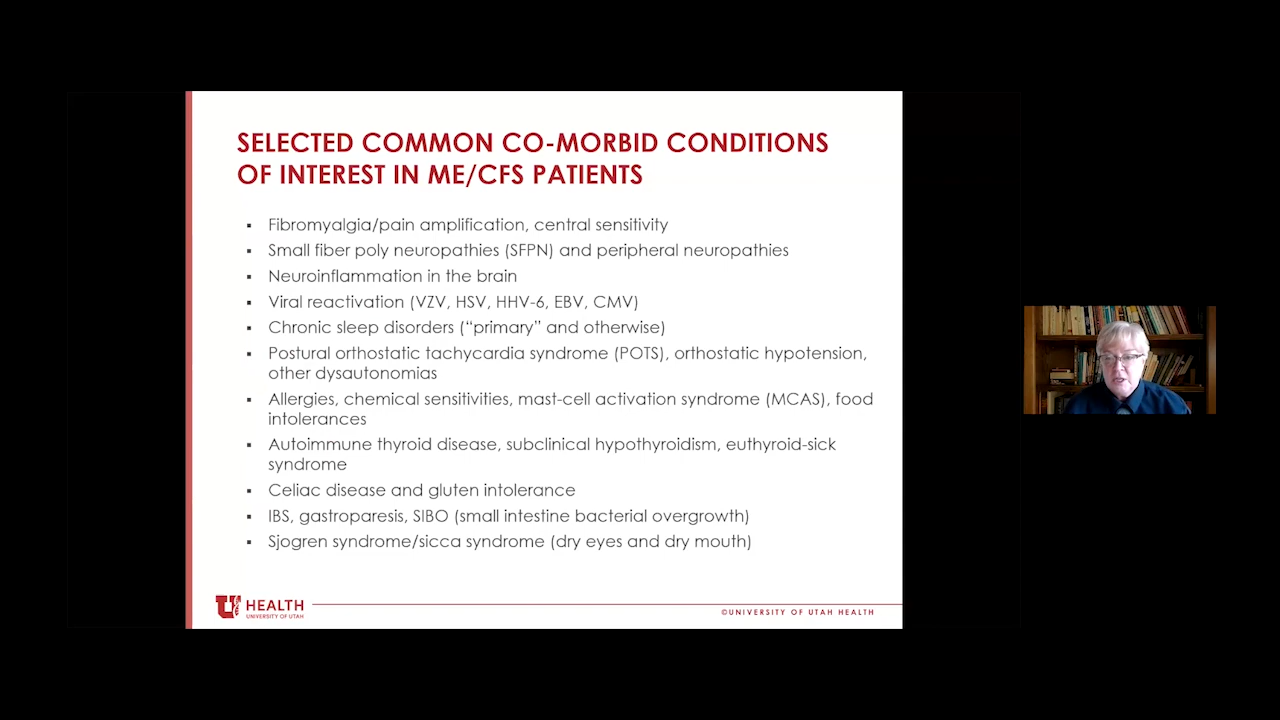 SELECTED COMMON CO-MORBID CONDITIONS
OF INTEREST IN ME/CFS PATIENTS
▪ Fibromyalgia/pain amplification, central sensitivity
▪ Small fiber poly neuropathies (SFPN) and peripheral neuropathies
▪ Neuroinflammation in the brain
▪ Viral reactivation (VZV, HSV, HHV-6, EBV, CMV)
▪ Chronic sleep disorders (“primary” and otherwise)
▪ Postural orthostatic tachycardia syndrome (POTS), orthostatic hypotension,
other dysautonomias
▪ Allergies, chemical sensitivities, mast-cell activation syndrome (MCAS), food
intolerances
▪ Autoimmune thyroid disease, subclinical hypothyroidism, euthyroid-sick
syndrome
▪ Celiac disease and gluten intolerance
▪ IBS, gastroparesis, SIBO (small intestine bacterial overgrowth)
▪ Sjogren syndrome/sicca syndrome (dry eyes and dry mouth)
U HEALTH
UNIVERSITY OF UTAH
©UNIVERSITY OF UTAH HEALTH